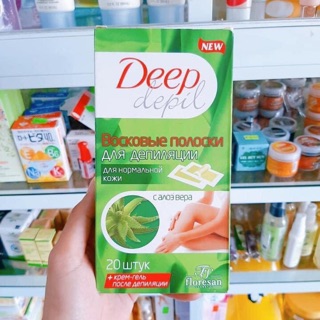 NEW
Deep
depil
Восковые полоски
для депиляции
для нормальной
кожи
с алоэ вера
20 штук
+ крем-гель
после депиляции
Floresan